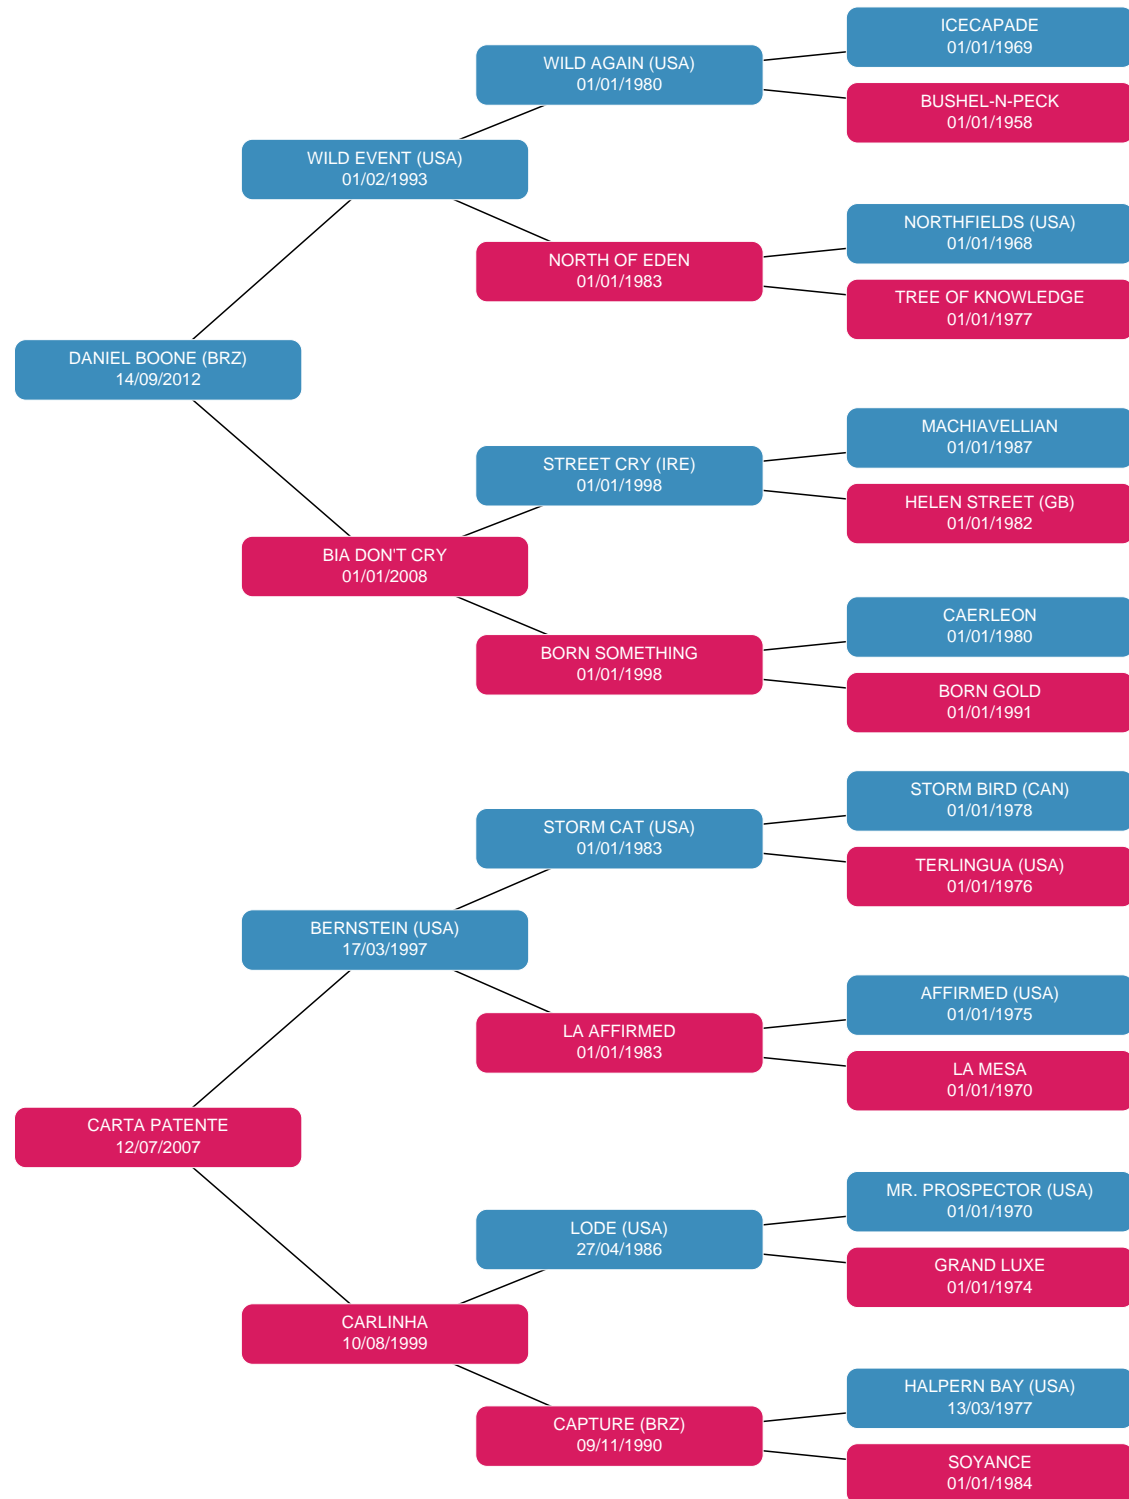 ICECAPADE
01/01/1969
WILD AGAIN (USA)
01/01/1980
BUSHEL-N-PECK
01/01/1958
WILD EVENT (USA)
01/02/1993
NORTHFIELDS (USA)
01/01/1968
NORTH OF EDEN
01/01/1983
TREE OF KNOWLEDGE
01/01/1977
DANIEL BOONE (BRZ)
14/09/2012
MACHIAVELLIAN
01/01/1987
STREET CRY (IRE)
01/01/1998
HELEN STREET (GB)
01/01/1982
BIA DON'T CRY
01/01/2008
CAERLEON
01/01/1980
BORN SOMETHING
01/01/1998
BORN GOLD
01/01/1991
STORM BIRD (CAN)
01/01/1978
STORM CAT (USA)
01/01/1983
TERLINGUA (USA)
01/01/1976
BERNSTEIN (USA)
17/03/1997
AFFIRMED (USA)
01/01/1975
LA AFFIRMED
01/01/1983
LA MESA
01/01/1970
CARTA PATENTE
12/07/2007
MR. PROSPECTOR (USA)
01/01/1970
LODE (USA)
27/04/1986
GRAND LUXE
01/01/1974
CARLINHA
10/08/1999
HALPERN BAY (USA)
13/03/1977
CAPTURE (BRZ)
09/11/1990
SOYANCE
01/01/1984